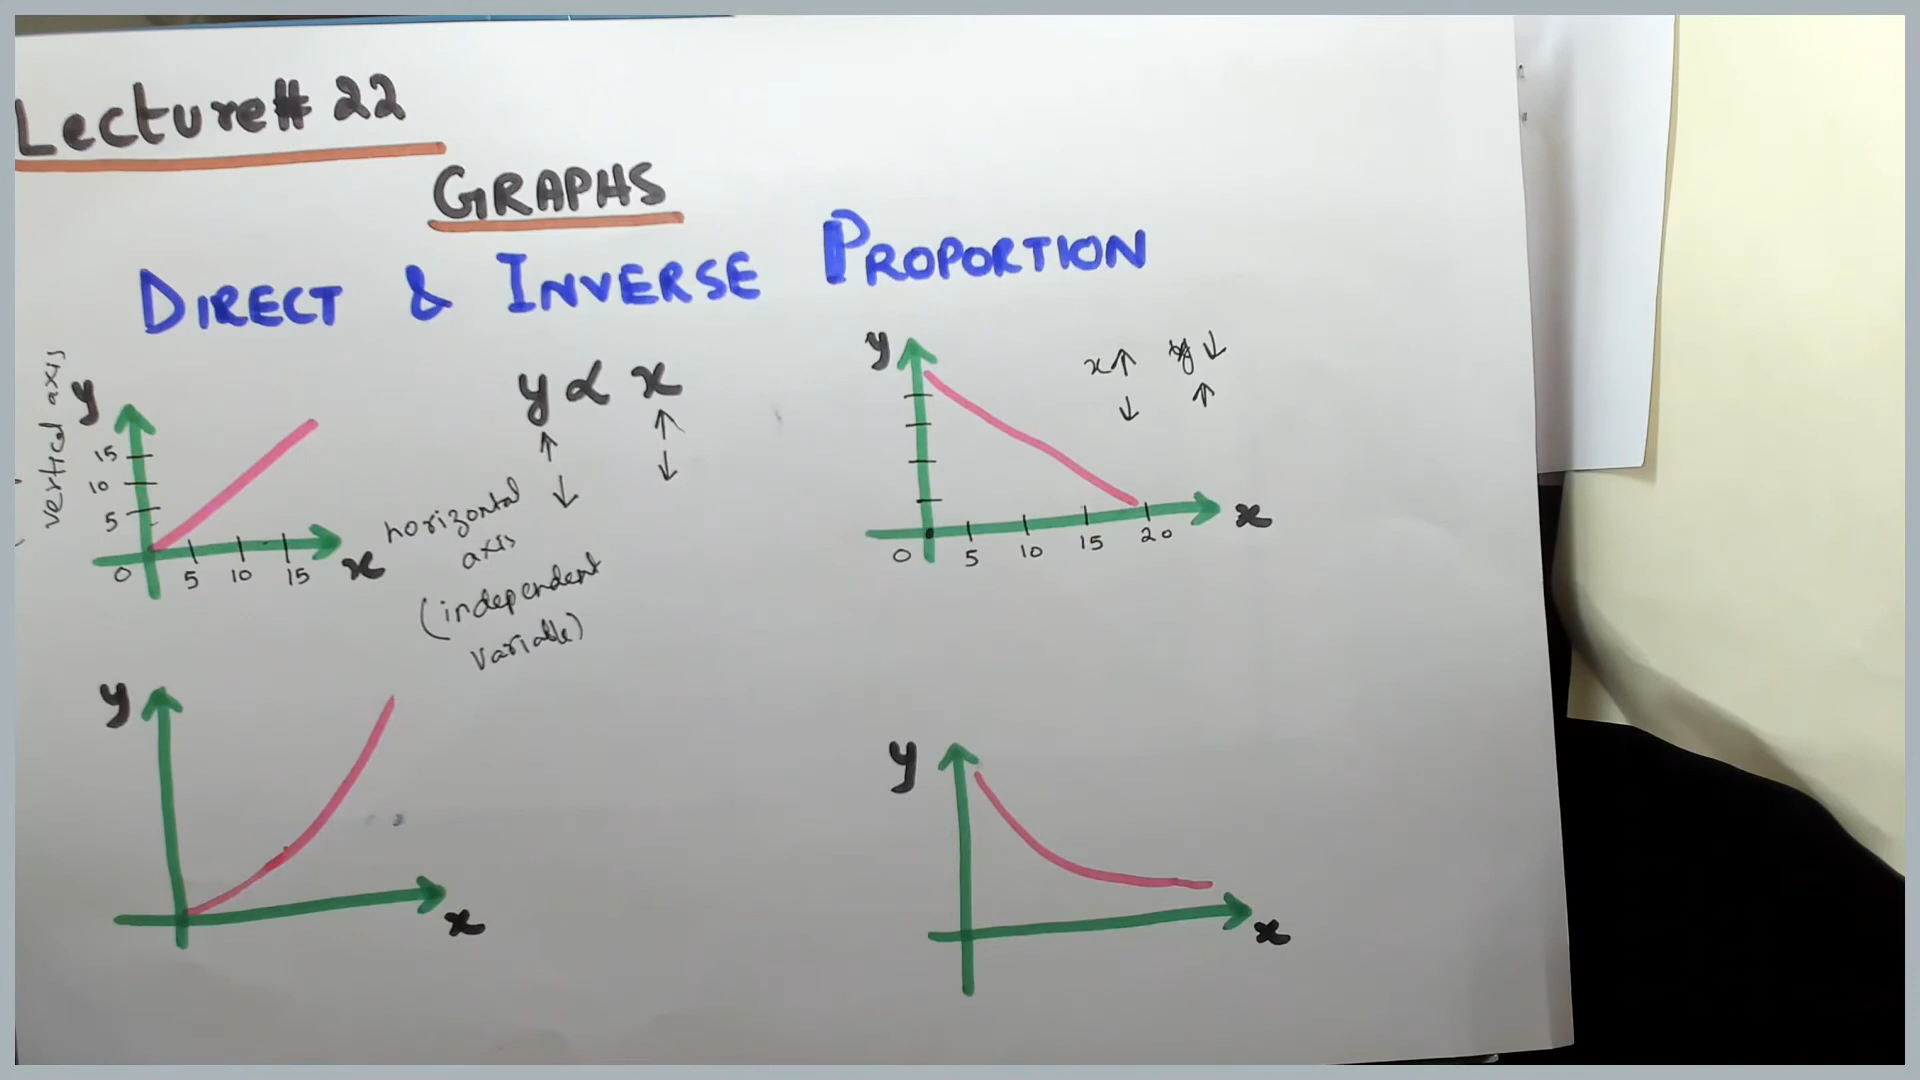 Lecture# 22
GRAPHS
DIRECT & INVERSE PROPORTION
vertical axis
y
15
10
5
0
5 10 15
x
y ∝ x
↑ ↑
↓ ↓
horizontal
axis
(independent
variable)
y
x↑ y↓
↓ ↑
0 5 10 15 20
x
y
x
y
x